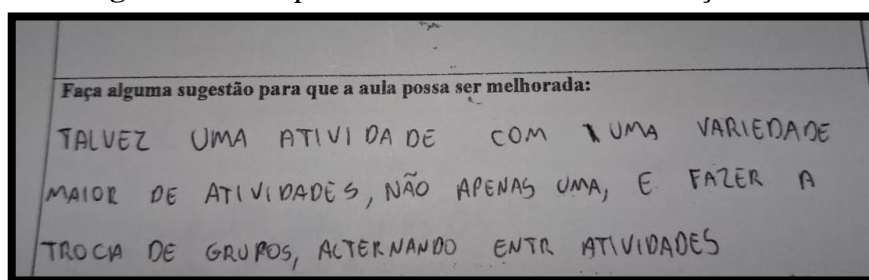 Faça alguma sugestão para que a aula possa ser melhorada:
TALVEZ UMA ATIVIDADE COM UMA VARIEDADE
MAIOR DE ATIVIDADES, NÃO APENAS UMA, E FAZER A
TROCA DE GRUPOS, ALTERNANDO ENTR ATIVIDADES